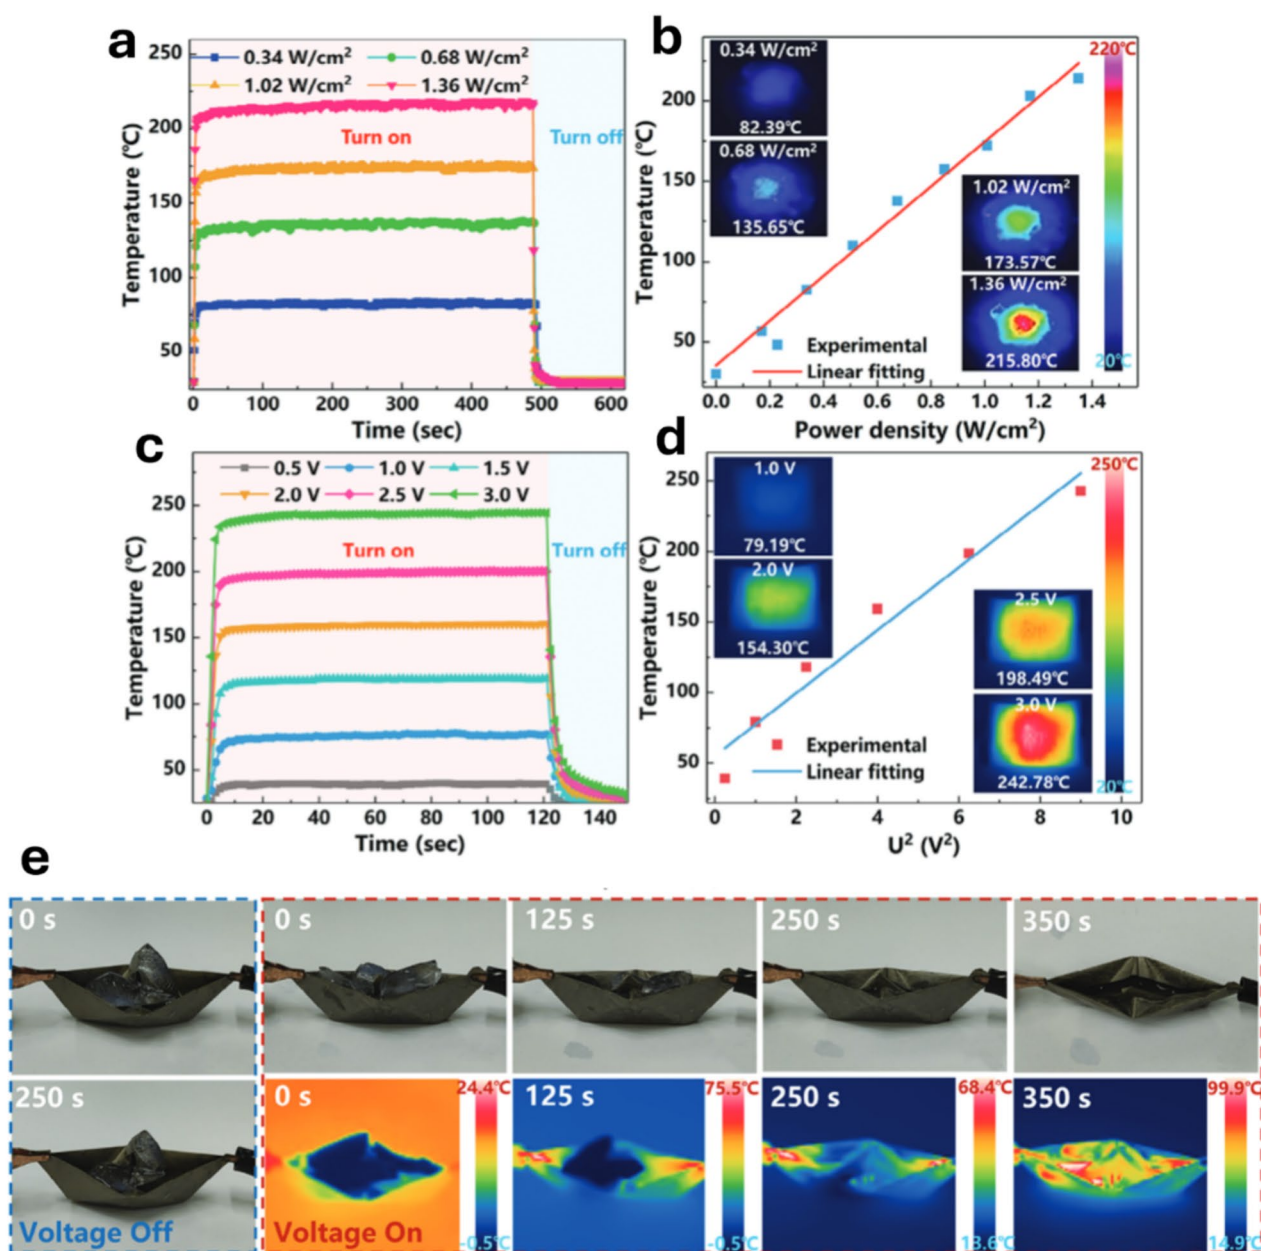 a
250
200
150
100
50
Temperature (℃)
0.34 W/cm²
0.68 W/cm²
1.02 W/cm²
1.36 W/cm²
Turn on
Turn off
0 100 200 300 400 500 600
Time (sec)
b
200
150
100
50
Temperature (℃)
0.34 W/cm²
82.39℃
0.68 W/cm²
135.65℃
1.02 W/cm²
173.57℃
1.36 W/cm²
215.80℃
220℃
20℃
Experimental
Linear fitting
0.0 0.2 0.4 0.6 0.8 1.0 1.2 1.4
Power density (W/cm²)
c
250
200
150
100
50
Temperature (℃)
0.5 V
1.0 V
1.5 V
2.0 V
2.5 V
3.0 V
Turn on
Turn off
0 20 40 60 80 100 120 140
Time (sec)
d
250
200
150
100
50
Temperature (℃)
1.0 V
79.19℃
2.0 V
154.30℃
2.5 V
198.49℃
3.0 V
242.78℃
250℃
20℃
Experimental
Linear fitting
0 2 4 6 8 10
U² (V²)
e
0 s
0 s
125 s
250 s
350 s
250 s
Voltage Off
0 s
Voltage On
24.4℃
-0.5℃
125 s
75.5℃
-0.5℃
250 s
68.4℃
13.6℃
350 s
99.9℃
14.9℃